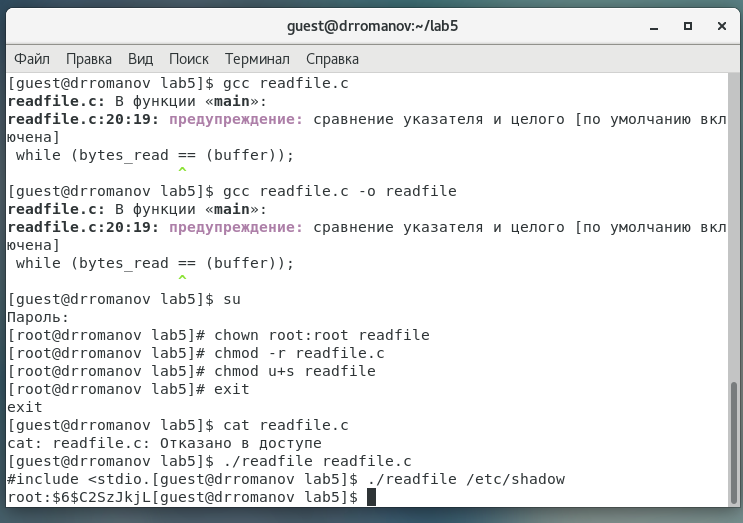 guest@drromanov:~/lab5
Файл Правка Вид Поиск Терминал Справка
[guest@drromanov lab5]$ gcc readfile.c
readfile.c: В функции «main»:
readfile.c:20:19: предупреждение: сравнение указателя и целого [по умолчанию вкл
ючена]
 while (bytes_read == (buffer));
                   ^
[guest@drromanov lab5]$ gcc readfile.c -o readfile
readfile.c: В функции «main»:
readfile.c:20:19: предупреждение: сравнение указателя и целого [по умолчанию вкл
ючена]
 while (bytes_read == (buffer));
                   ^
[guest@drromanov lab5]$ su
Пароль:
[root@drromanov lab5]# chown root:root readfile
[root@drromanov lab5]# chmod -r readfile.c
[root@drromanov lab5]# chmod u+s readfile
[root@drromanov lab5]# exit
exit
[guest@drromanov lab5]$ cat readfile.c
cat: readfile.c: Отказано в доступе
[guest@drromanov lab5]$ ./readfile readfile.c
#include <stdio.[guest@drromanov lab5]$ ./readfile /etc/shadow
root:$6$C2SzJkjL[guest@drromanov lab5]$